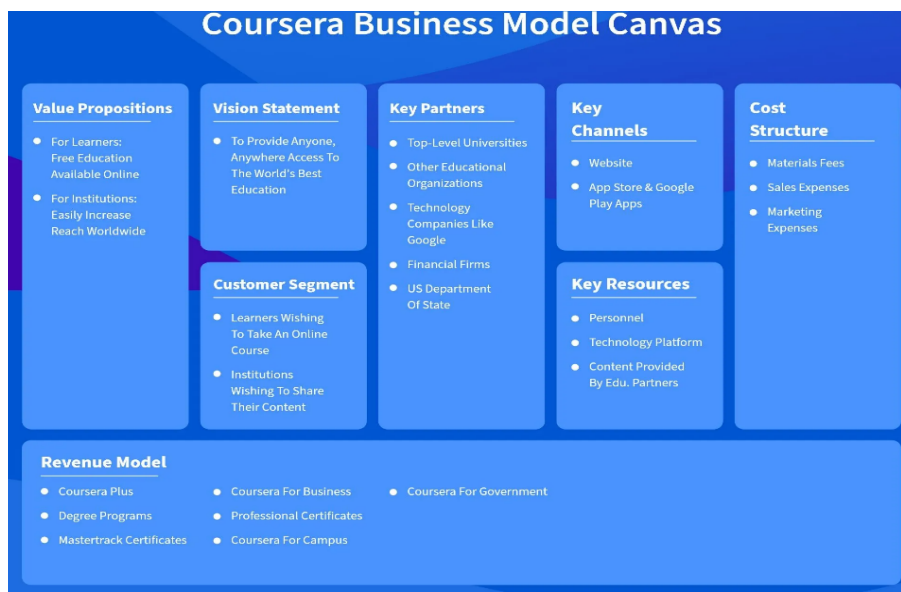 Coursera Business Model Canvas
Value Propositions
For Learners:
Free Education
Available Online
For Institutions:
Easily Increase
Reach Worldwide
Vision Statement
To Provide Anyone,
Anywhere Access To
The World's Best
Education
Customer Segment
Learners Wishing
To Take An Online
Course
Institutions
Wishing To Share
Their Content
Key Partners
Top-Level Universities
Other Educational
Organizations
Technology
Companies Like
Google
Financial Firms
US Department
Of State
Key
Channels
Website
App Store & Google
Play Apps
Key Resources
Personnel
Technology Platform
Content Provided
By Edu. Partners
Cost
Structure
Materials Fees
Sales Expenses
Marketing
Expenses
Revenue Model
Coursera Plus
Degree Programs
Mastertrack Certificates
Coursera For Business
Professional Certificates
Coursera For Campus
Coursera For Government